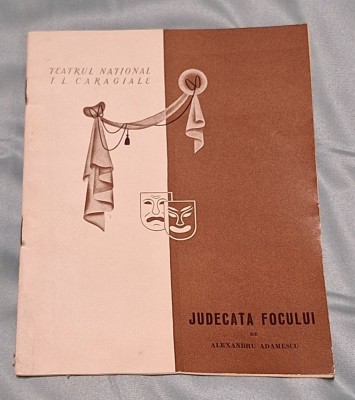 TEATRUL NAȚIONAL
I. L. CARAGIALE
JUDECATA FOCULUI
DE
ALEXANDRU ADAMESCU